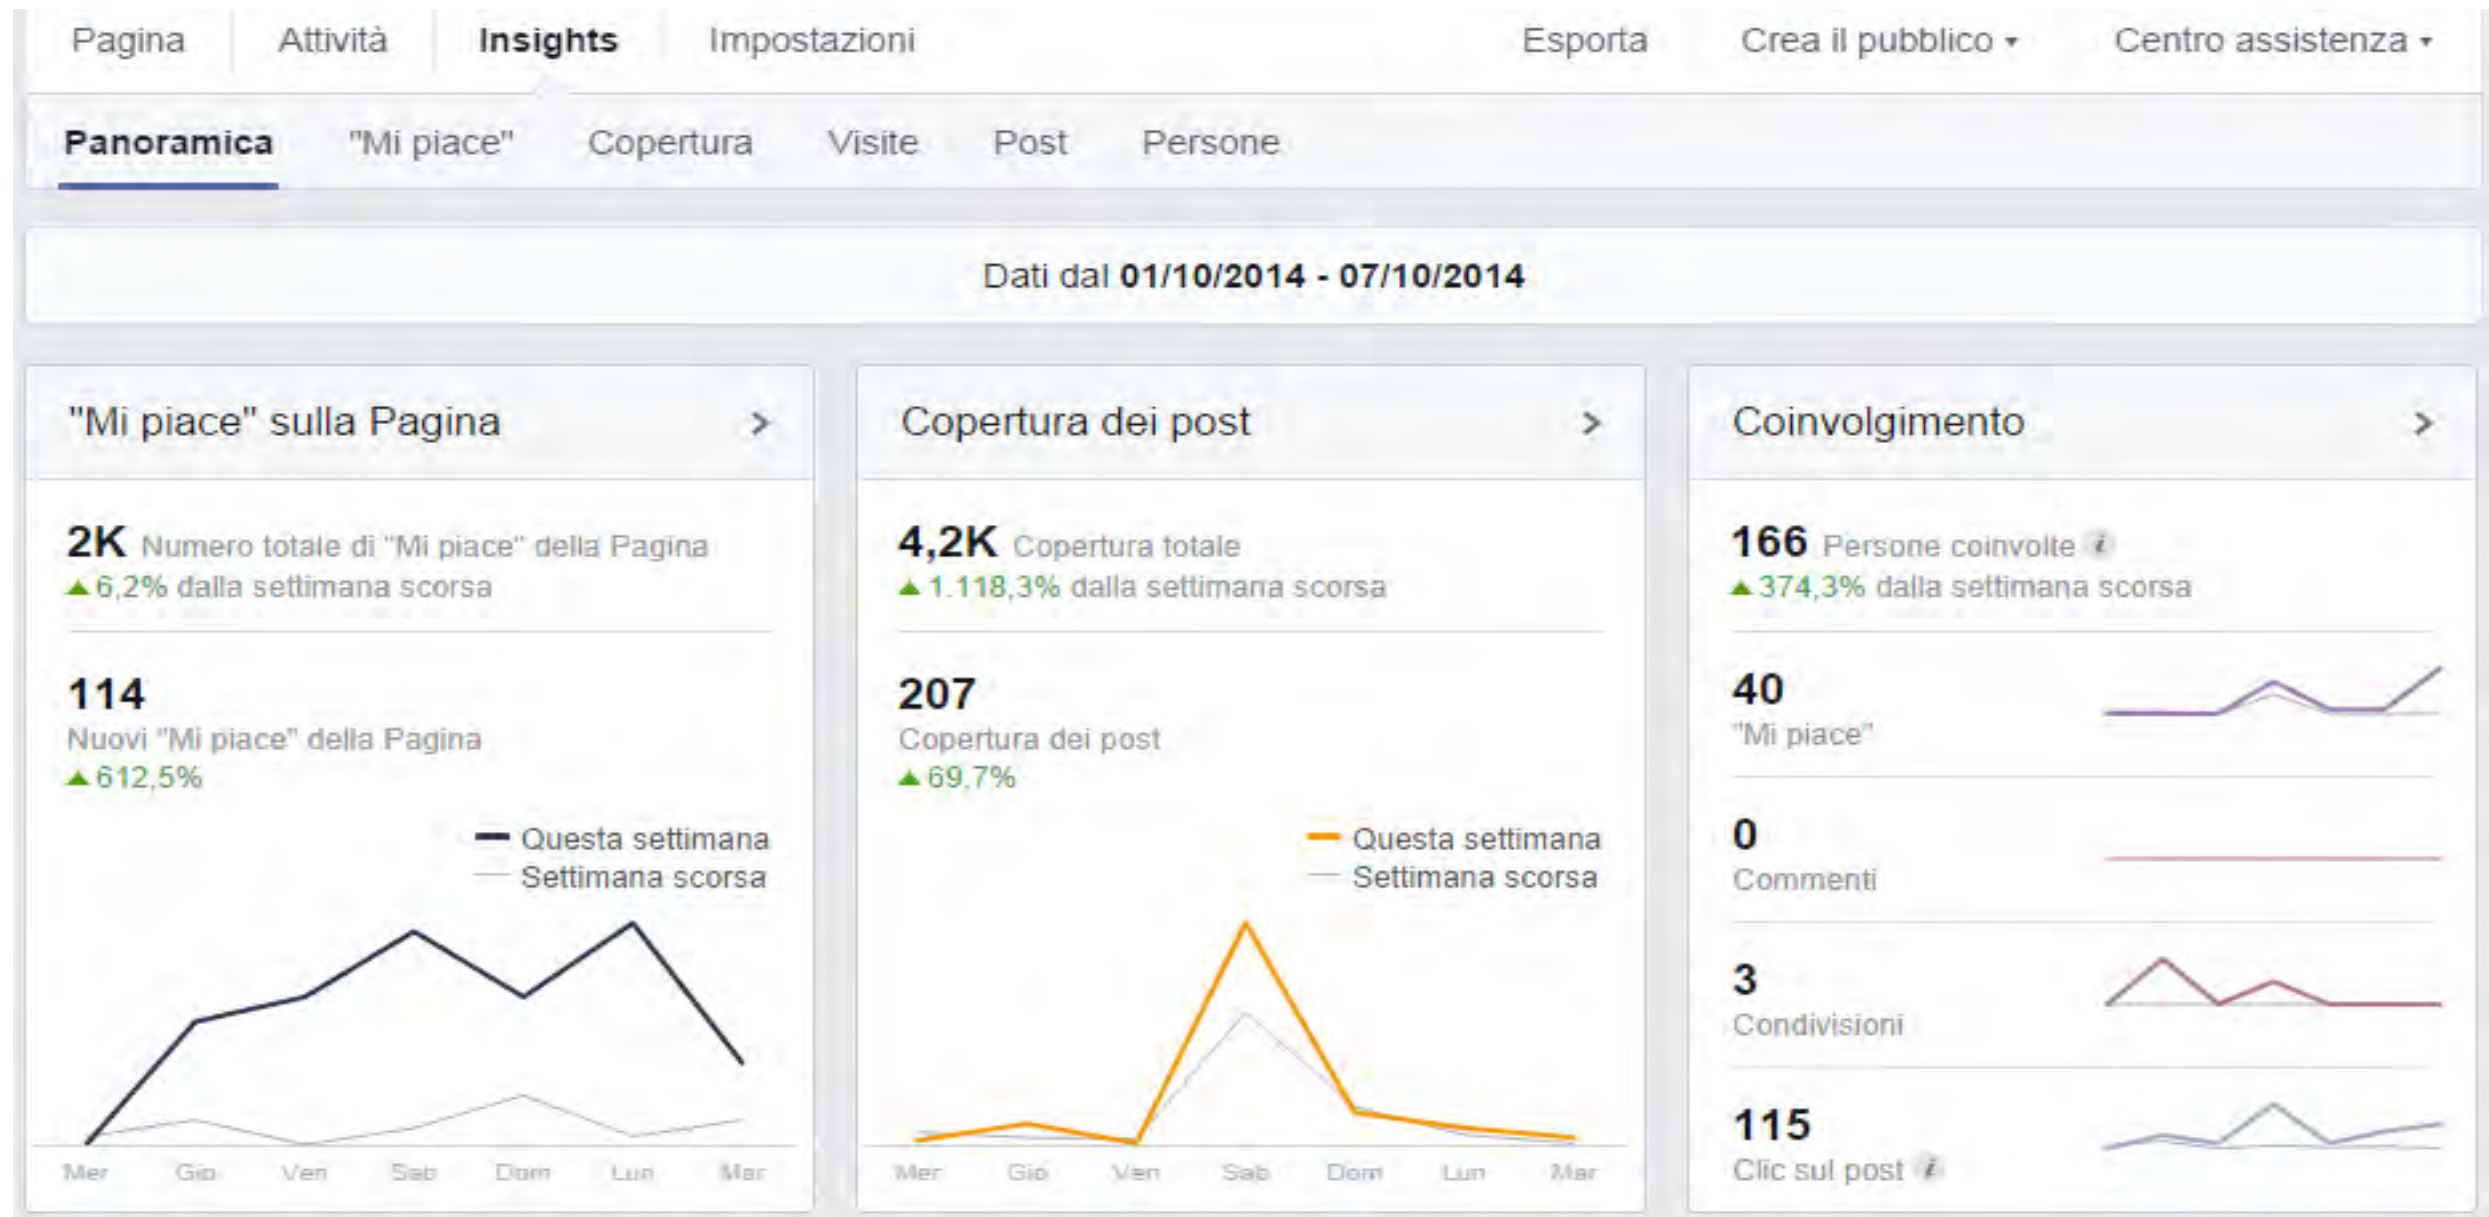 Pagina Attività Insights Impostazioni Esporta Crea il pubblico Centro assistenza
Panoramica "Mi piace" Copertura Visite Post Persone
Dati dal 01/10/2014 - 07/10/2014
"Mi piace" sulla Pagina
2K Numero totale di "Mi piace" della Pagina
6,2% dalla settimana scorsa
114
Nuovi "Mi piace" della Pagina
612,5%
Questa settimana
Settimana scorsa
Mer Gio Ven Sab Dom Lun Mar
Copertura dei post
4,2K Copertura totale
1.118,3% dalla settimana scorsa
207
Copertura dei post
69,7%
Questa settimana
Settimana scorsa
Mer Gio Ven Sab Dom Lun Mar
Coinvolgimento
166 Persone coinvolte i
374,3% dalla settimana scorsa
40
"Mi piace"
0
Commenti
3
Condivisioni
115
Clic sul post i